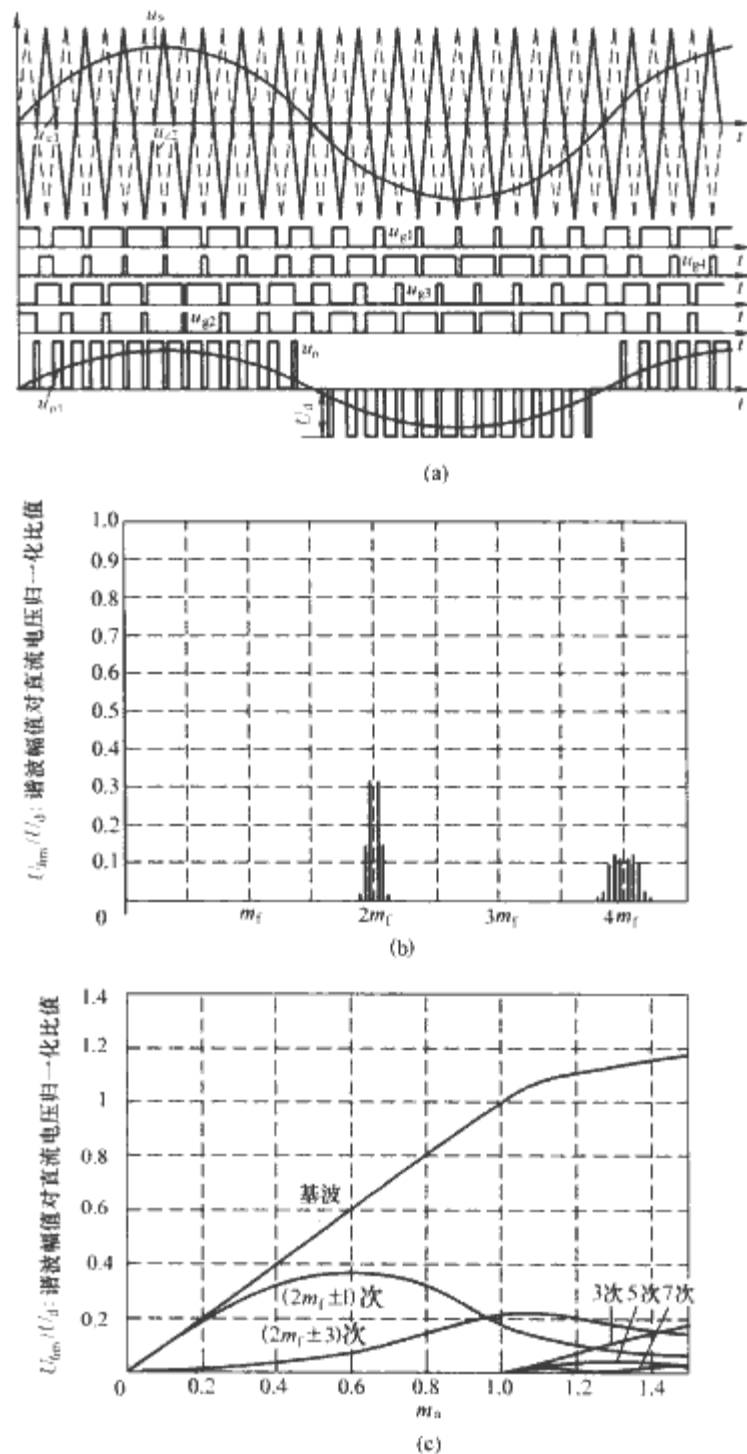 u_s
t
u_c1
u_c2
u_g1
t
u_g4
t
u_g3
t
u_g2
t
u_o
t
u_o1
U_d
t
(a)
U_hm/U_d: 谐波幅值对直流电压归一化比值
1.0
0.9
0.8
0.7
0.6
0.5
0.4
0.3
0.2
0.1
0
m_f
2m_f
3m_f
4m_f
(b)
U_hm/U_d: 谐波幅值对直流电压归一化比值
1.4
1.2
1
0.8
0.6
0.4
0.2
基波
(2m_f±1)次
(2m_f±3)次
3次
5次
7次
0
0.2
0.4
0.6
0.8
1.0
1.2
1.4
m_a
(c)